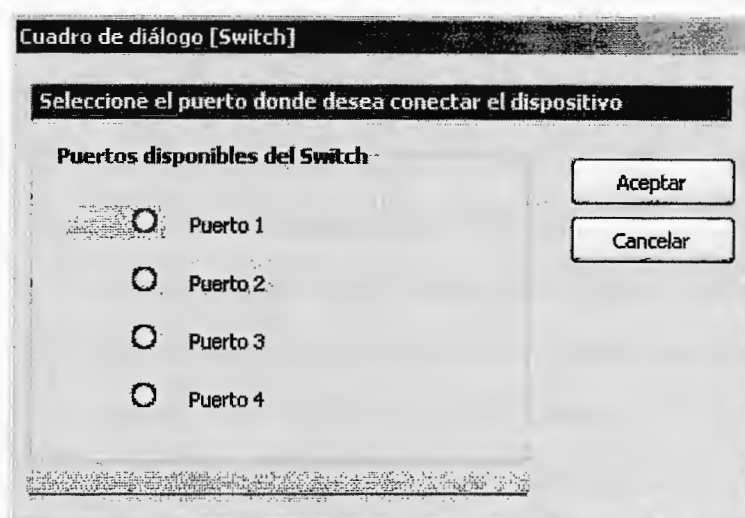 Cuadro de diálogo [Switch]
Seleccione el puerto donde desea conectar el dispositivo
Puertos disponibles del Switch
Puerto 1
Puerto 2
Puerto 3
Puerto 4
Aceptar
Cancelar